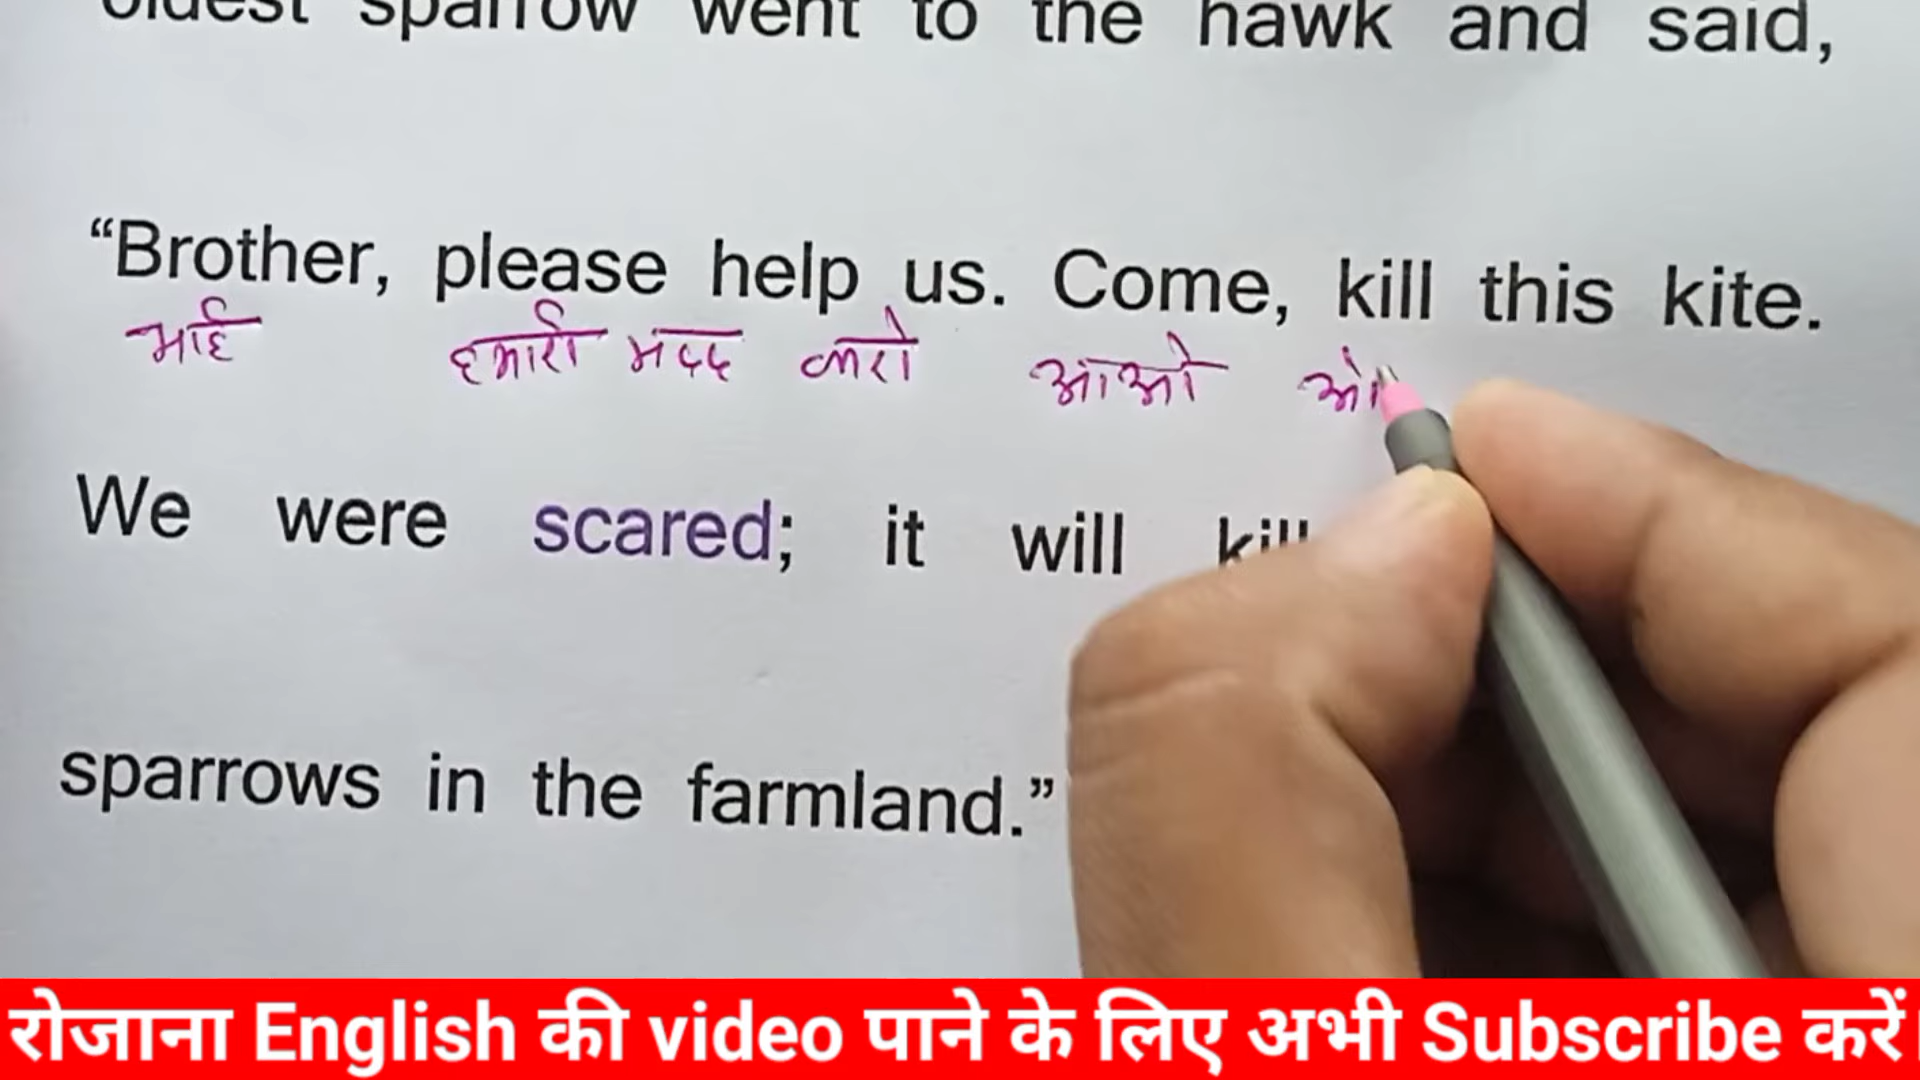 oldest sparrow went to the hawk and said,
“Brother, please help us. Come, kill this kite.
भाई हमारी मदद करो आओ
We were scared; it will kill
sparrows in the farmland.”
रोजाना English की video पाने के लिए अभी Subscribe करें।